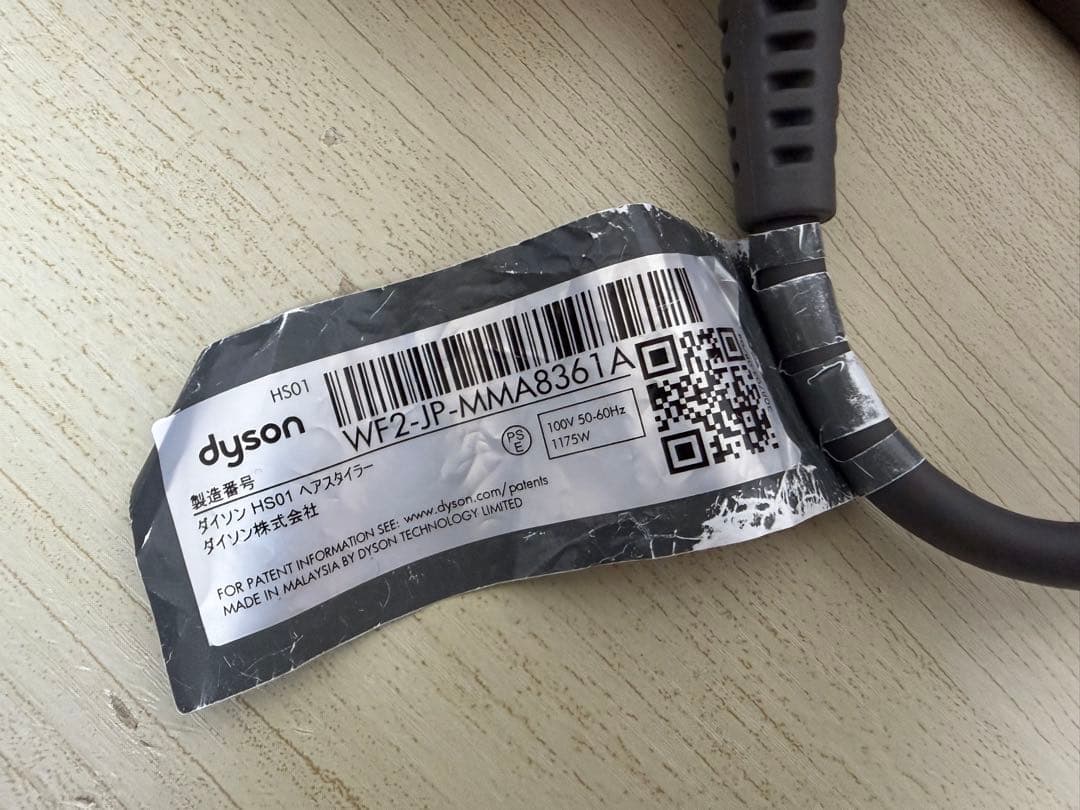 HS01
dyson
WF2-JP-MMA8361A
PS
E
100V 50-60Hz
1175W
製造番号
ダイソン HS01 ヘアスタイラー
ダイソン株式会社
FOR PATENT INFORMATION SEE: www.dyson.com/patents
MADE IN MALAYSIA BY DYSON TECHNOLOGY LIMITED